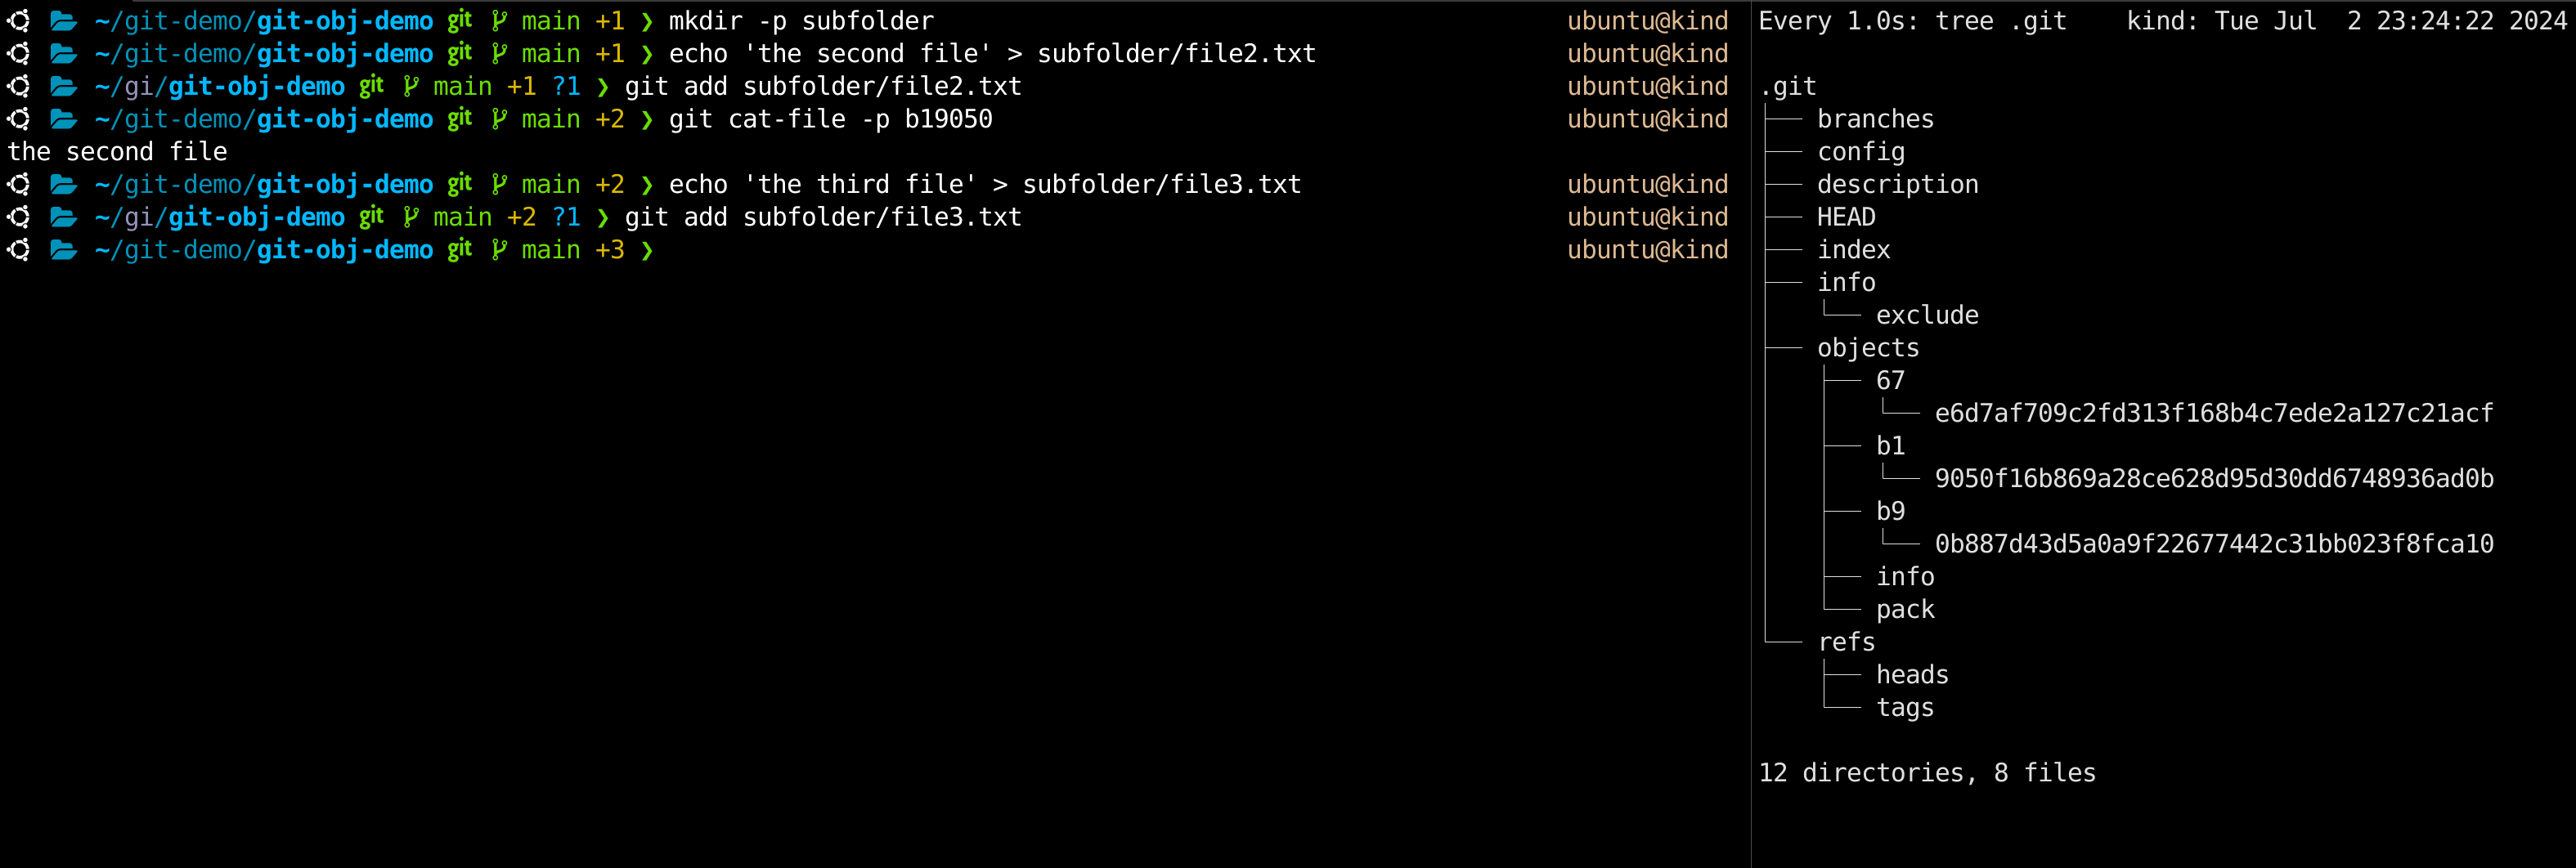 ~/git-demo/git-obj-demo git main +1 ❯ mkdir -p subfolder ubuntu@kind
~/git-demo/git-obj-demo git main +1 ❯ echo 'the second file' > subfolder/file2.txt ubuntu@kind
~/gi/git-obj-demo git main +1 ?1 ❯ git add subfolder/file2.txt ubuntu@kind
~/git-demo/git-obj-demo git main +2 ❯ git cat-file -p b19050 ubuntu@kind
the second file
~/git-demo/git-obj-demo git main +2 ❯ echo 'the third file' > subfolder/file3.txt ubuntu@kind
~/gi/git-obj-demo git main +2 ?1 ❯ git add subfolder/file3.txt ubuntu@kind
~/git-demo/git-obj-demo git main +3 ❯ ubuntu@kind
Every 1.0s: tree .git    kind: Tue Jul  2 23:24:22 2024
.git
├── branches
├── config
├── description
├── HEAD
├── index
├── info
│   └── exclude
├── objects
│   ├── 67
│   │   └── e6d7af709c2fd313f168b4c7ede2a127c21acf
│   ├── b1
│   │   └── 9050f16b869a28ce628d95d30dd6748936ad0b
│   ├── b9
│   │   └── 0b887d43d5a0a9f22677442c31bb023f8fca10
│   ├── info
│   └── pack
└── refs
    ├── heads
    └── tags
12 directories, 8 files